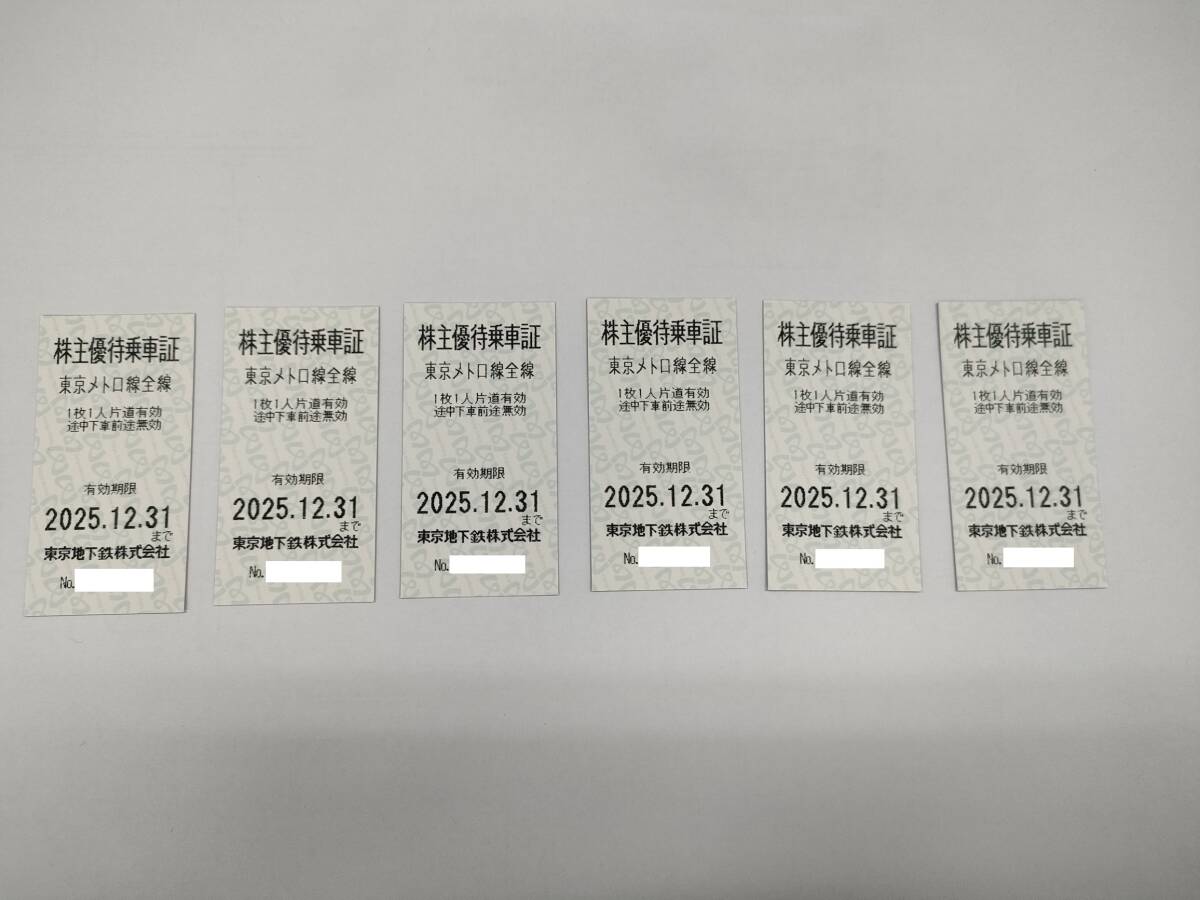 株主優待乗車証
東京メトロ線全線
1枚1人片道有効
途中下車前途無効
有効期限
2025.12.31
まで
東京地下鉄株式会社
No.
株主優待乗車証
東京メトロ線全線
1枚1人片道有効
途中下車前途無効
有効期限
2025.12.31
まで
東京地下鉄株式会社
No.
株主優待乗車証
東京メトロ線全線
1枚1人片道有効
途中下車前途無効
有効期限
2025.12.31
まで
東京地下鉄株式会社
No.
株主優待乗車証
東京メトロ線全線
1枚1人片道有効
途中下車前途無効
有効期限
2025.12.31
まで
東京地下鉄株式会社
No.
株主優待乗車証
東京メトロ線全線
1枚1人片道有効
途中下車前途無効
有効期限
2025.12.31
まで
東京地下鉄株式会社
No.
株主優待乗車証
東京メトロ線全線
1枚1人片道有効
途中下車前途無効
有効期限
2025.12.31
まで
東京地下鉄株式会社
No.